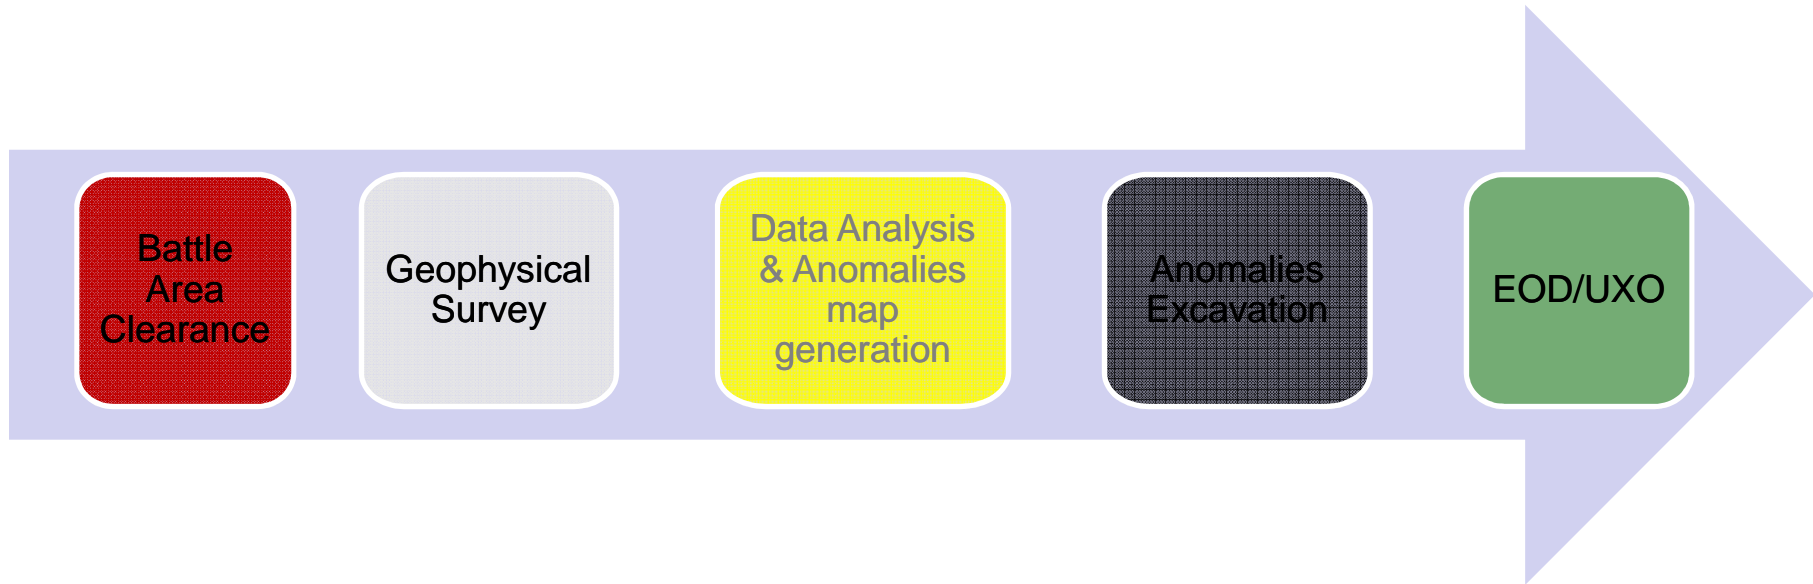 Battle
Area
Clearance
Geophysical
Survey
Data Analysis
& Anomalies
map
generation
Anomalies
Excavation
EOD/UXO